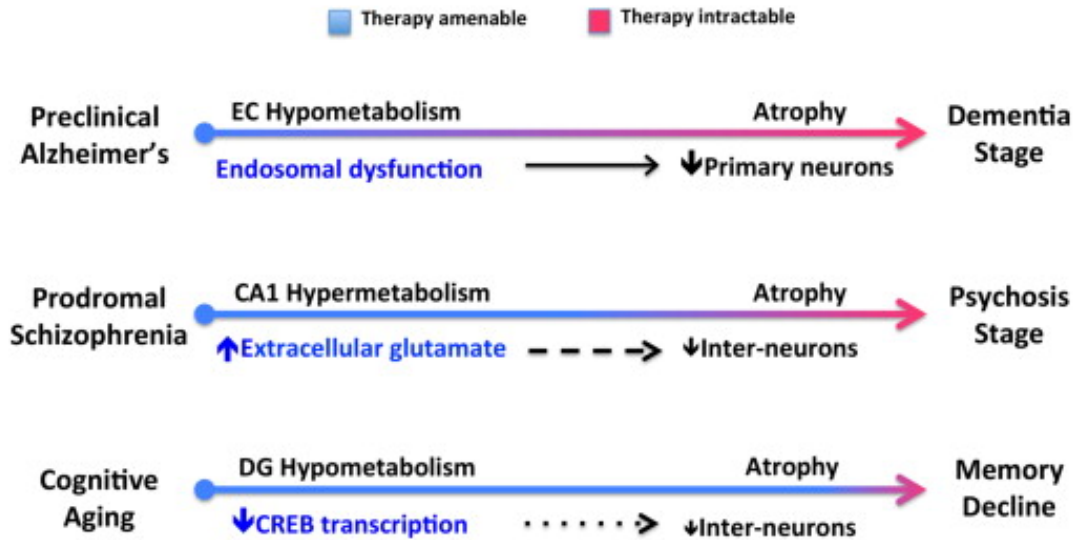 Therapy amenable Therapy intractable
Preclinical Alzheimer's
EC Hypometabolism Atrophy
Endosomal dysfunction Primary neurons
Dementia Stage
Prodromal Schizophrenia
CA1 Hypermetabolism Atrophy
Extracellular glutamate Inter-neurons
Psychosis Stage
Cognitive Aging
DG Hypometabolism Atrophy
CREB transcription Inter-neurons
Memory Decline